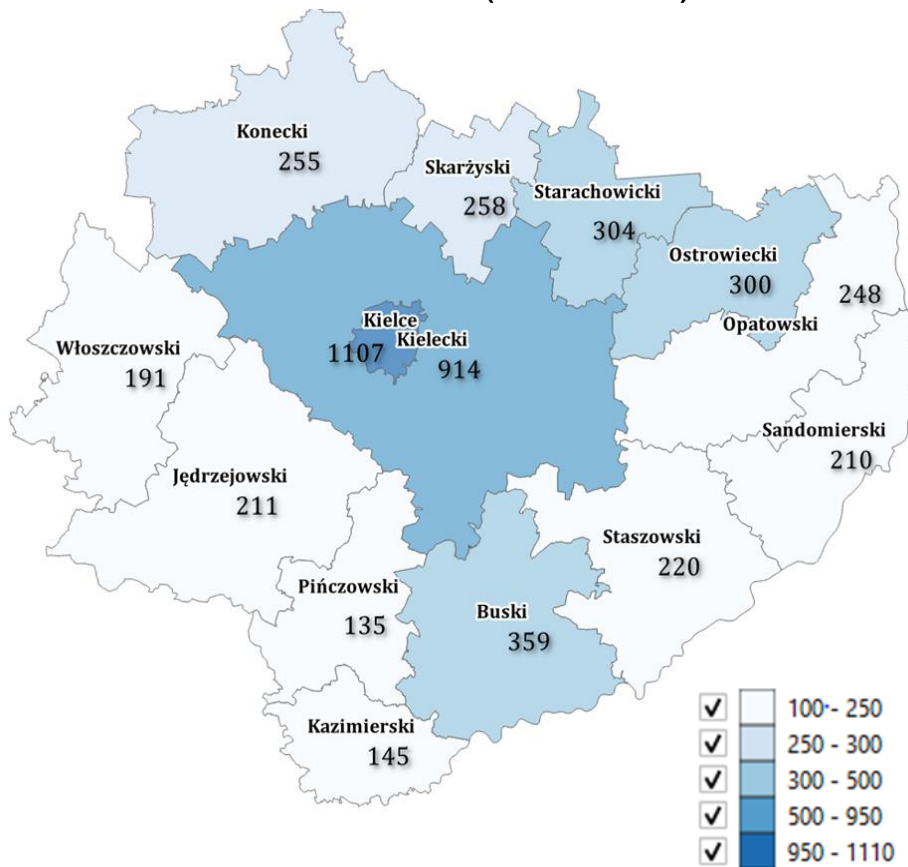 Konecki
255
Skarżyski
258
Starachowicki
304
Ostrowiecki
300
248
Opatowski
Kielce
Kielecki
1107
914
Włoszczowski
191
Sandomierski
210
Jędrzejowski
211
Staszowski
220
Pińczowski
135
Buski
359
Kazimierski
145
100 - 250
250 - 300
300 - 500
500 - 950
950 - 1110